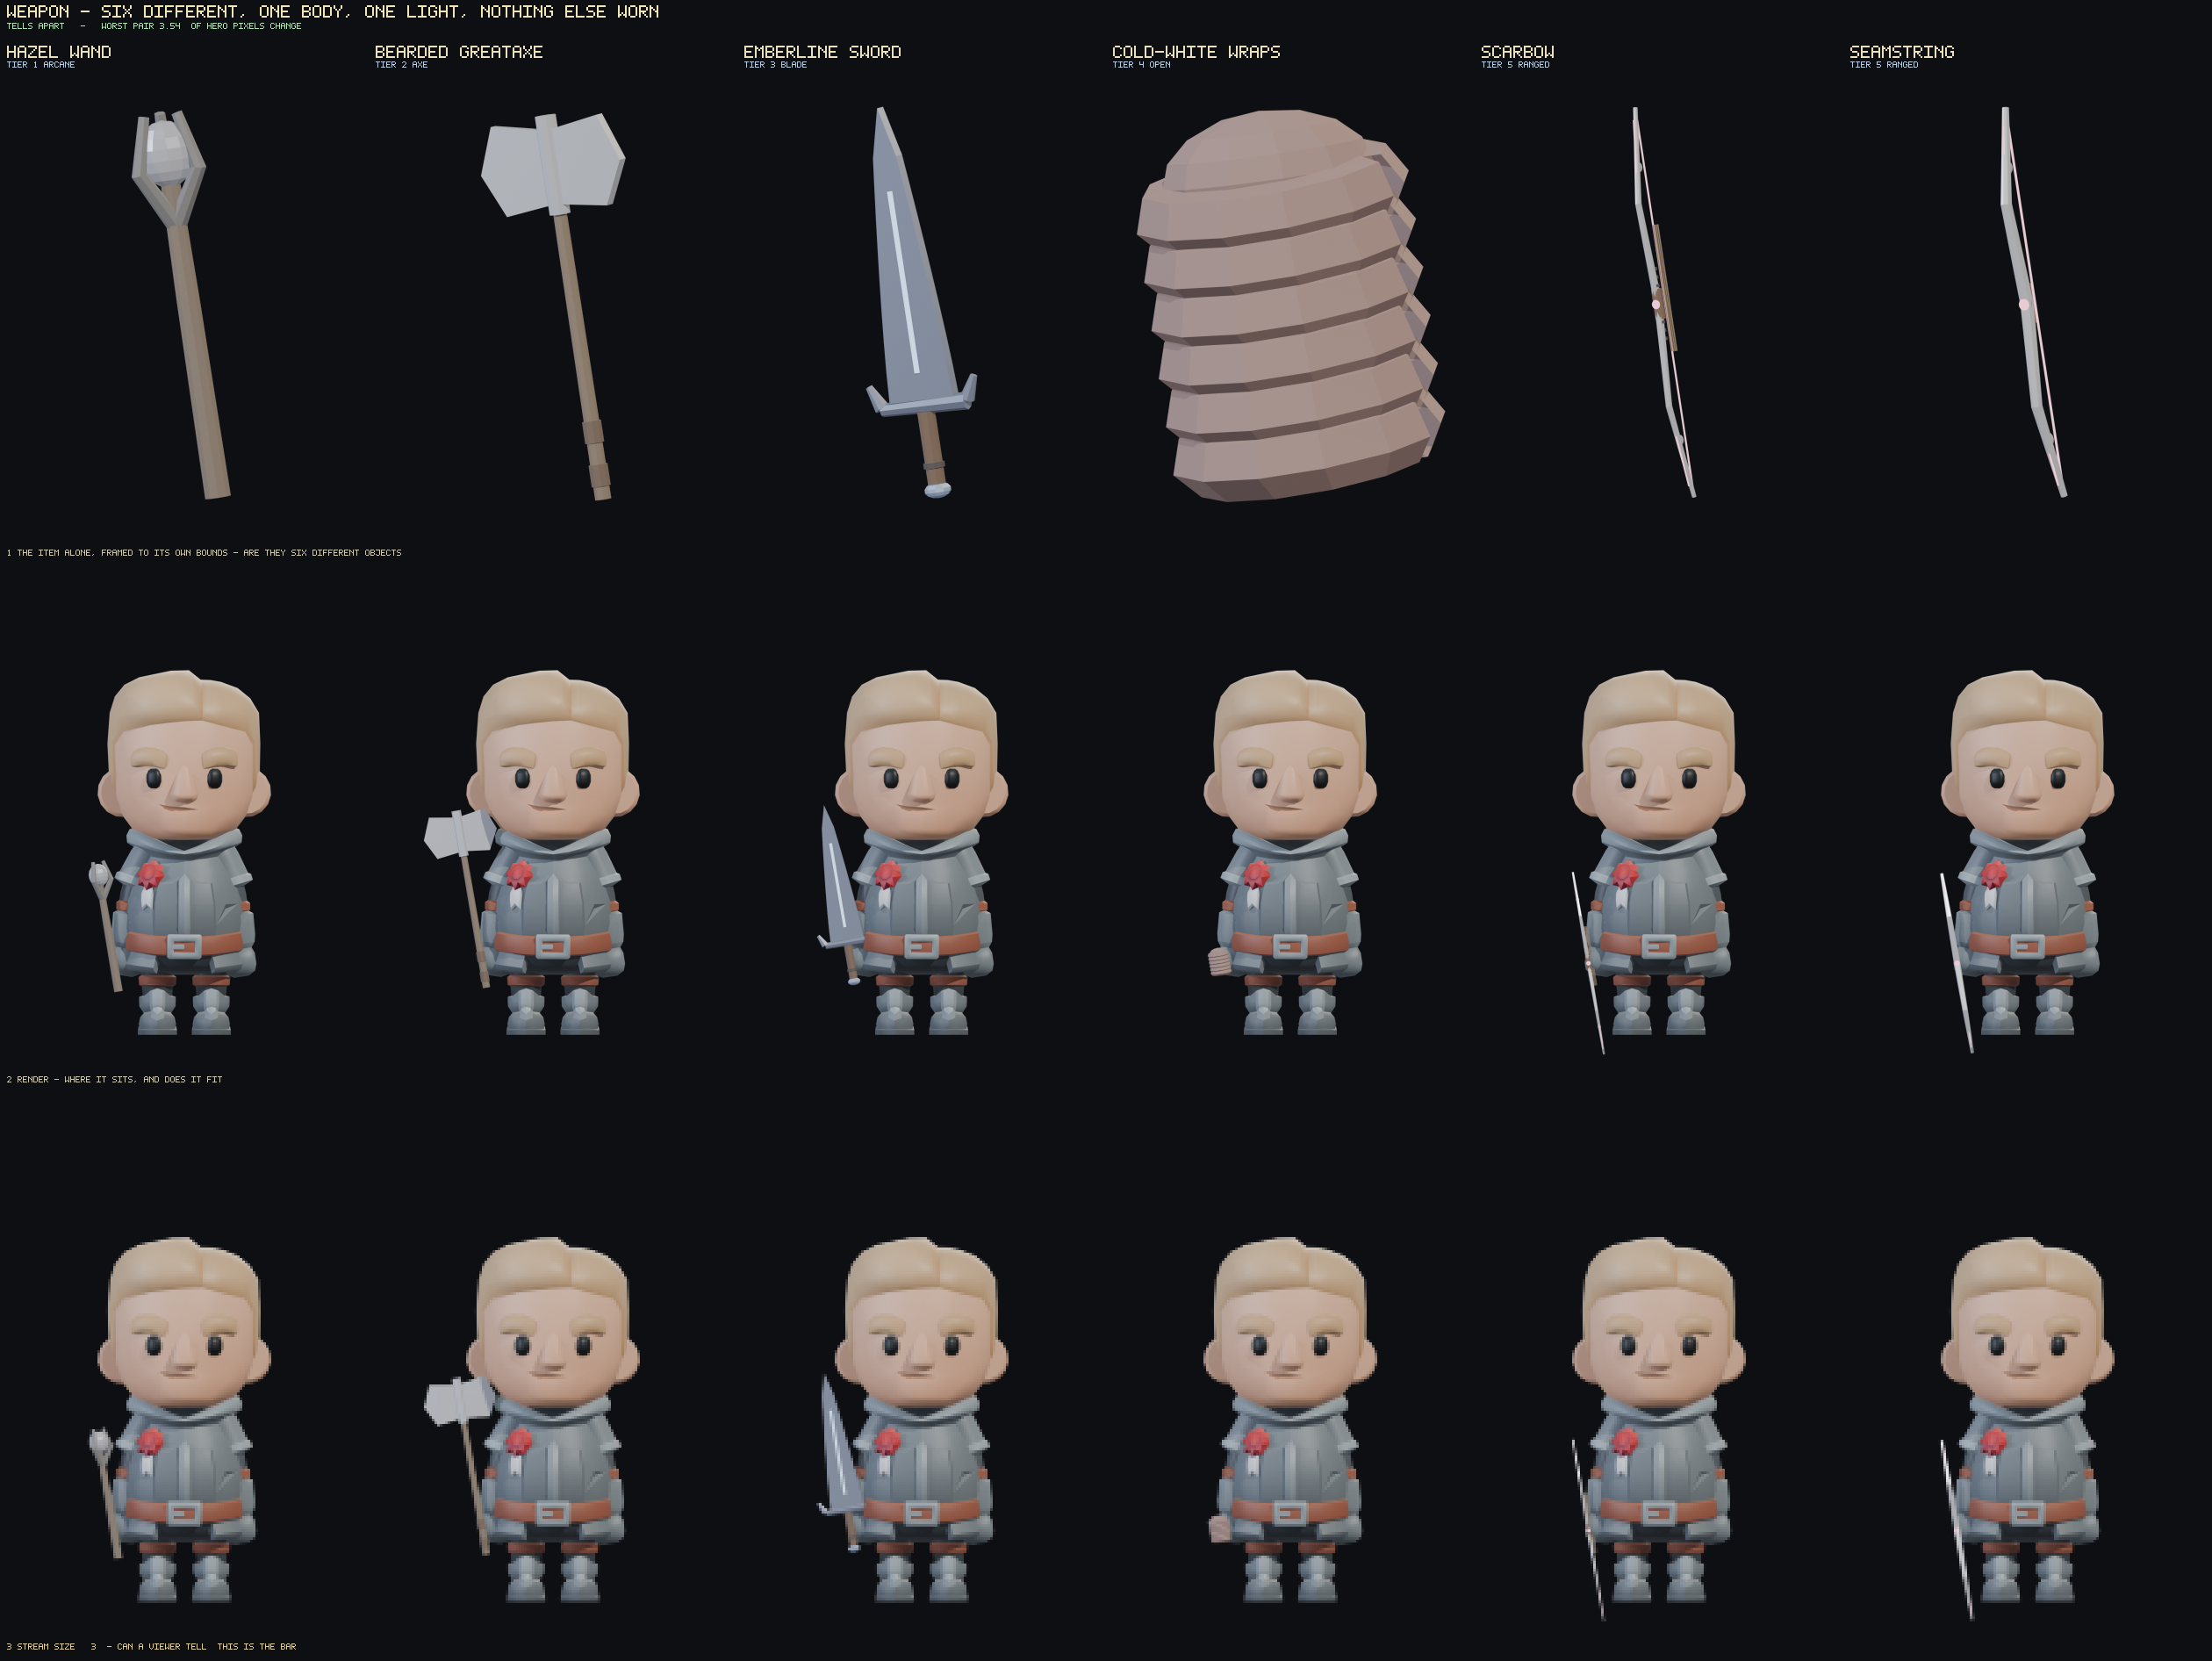 WEAPON - SIX DIFFERENT, ONE BODY, ONE LIGHT, NOTHING ELSE WORN
TELLS APART - WORST PAIR 3.54 OF HERO PIXELS CHANGE
HAZEL WAND
TIER 1 ARCANE
BEARDED GREATAXE
TIER 2 AXE
EMBERLINE SWORD
TIER 3 BLADE
COLD-WHITE WRAPS
TIER 4 OPEN
SCARBOW
TIER 5 RANGED
SEAMSTRING
TIER 5 RANGED
1 THE ITEM ALONE, FRAMED TO ITS OWN BOUNDS - ARE THEY SIX DIFFERENT OBJECTS
2 RENDER - WHERE IT SITS, AND DOES IT FIT
3 STREAM SIZE 3 - CAN A VIEWER TELL THIS IS THE BAR